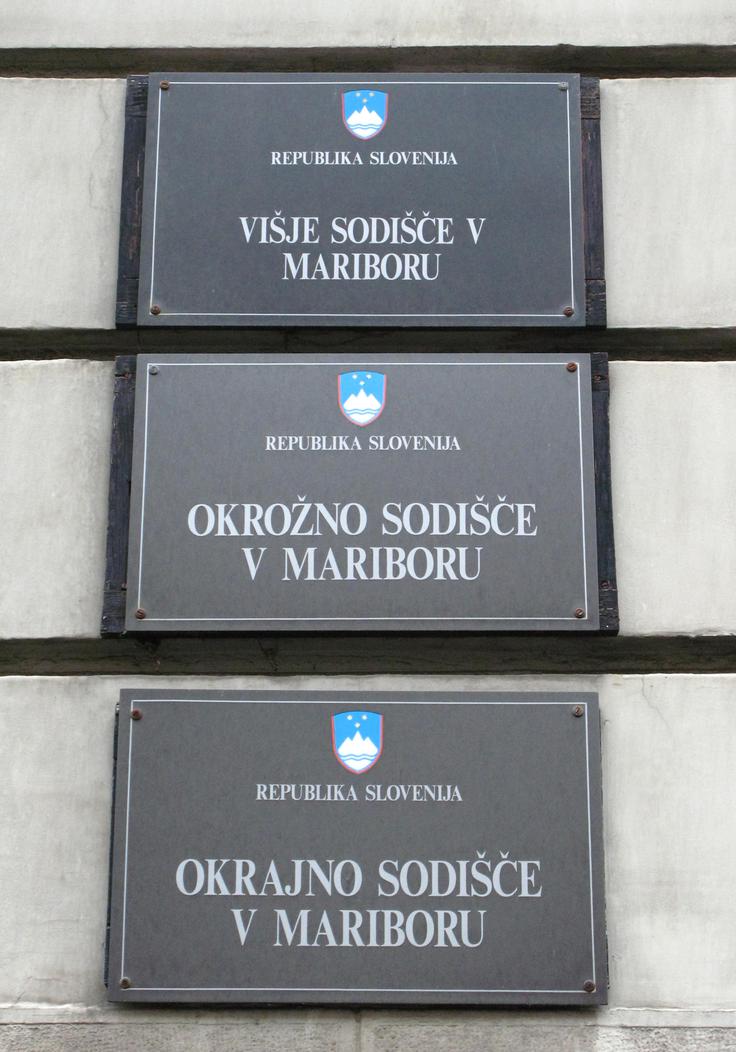 REPUBLIKA SLOVENIJA
VIŠJE SODIŠČE V
MARIBORU
REPUBLIKA SLOVENIJA
OKROŽNO SODIŠČE
V MARIBORU
REPUBLIKA SLOVENIJA
OKRAJNO SODIŠČE
V MARIBORU